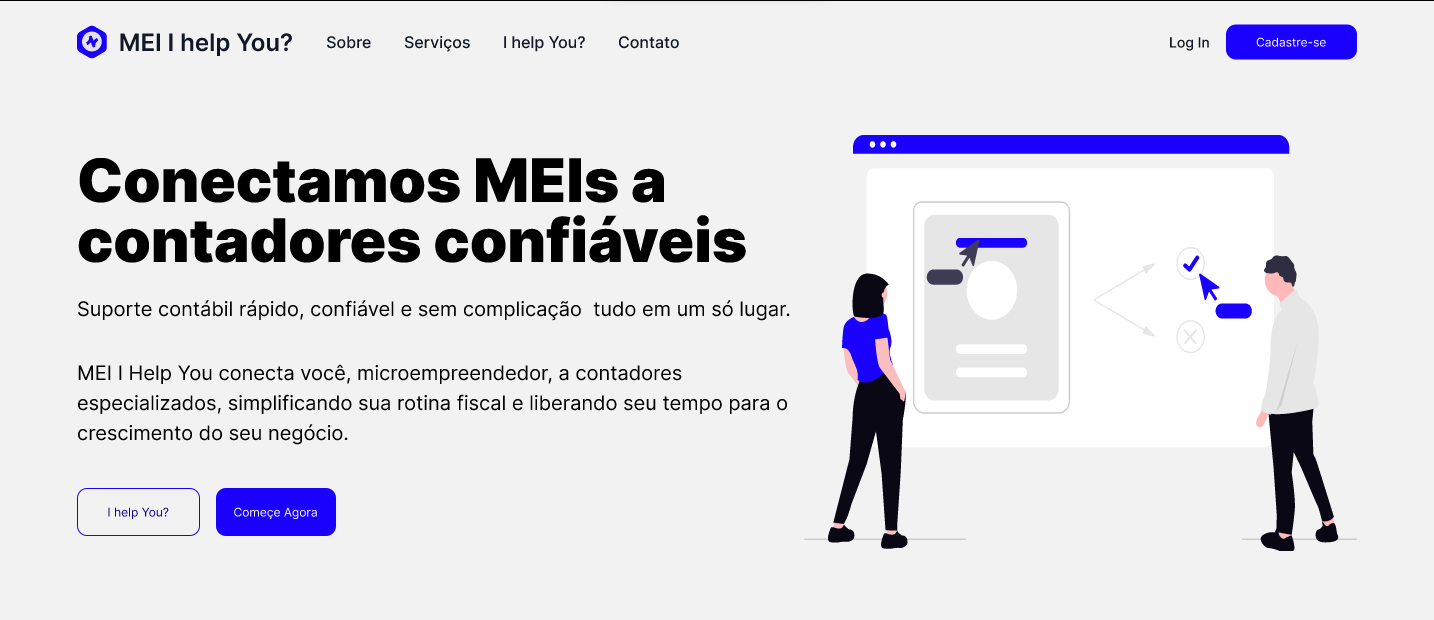 MEI I help You?
Sobre
Serviços
I help You?
Contato
Log In
Cadastre-se
Conectamos MEIs a
contadores confiáveis
Suporte contábil rápido, confiável e sem complicação  tudo em um só lugar.
MEI I Help You conecta você, microempreendedor, a contadores
especializados, simplificando sua rotina fiscal e liberando seu tempo para o
crescimento do seu negócio.
I help You?
Começe Agora